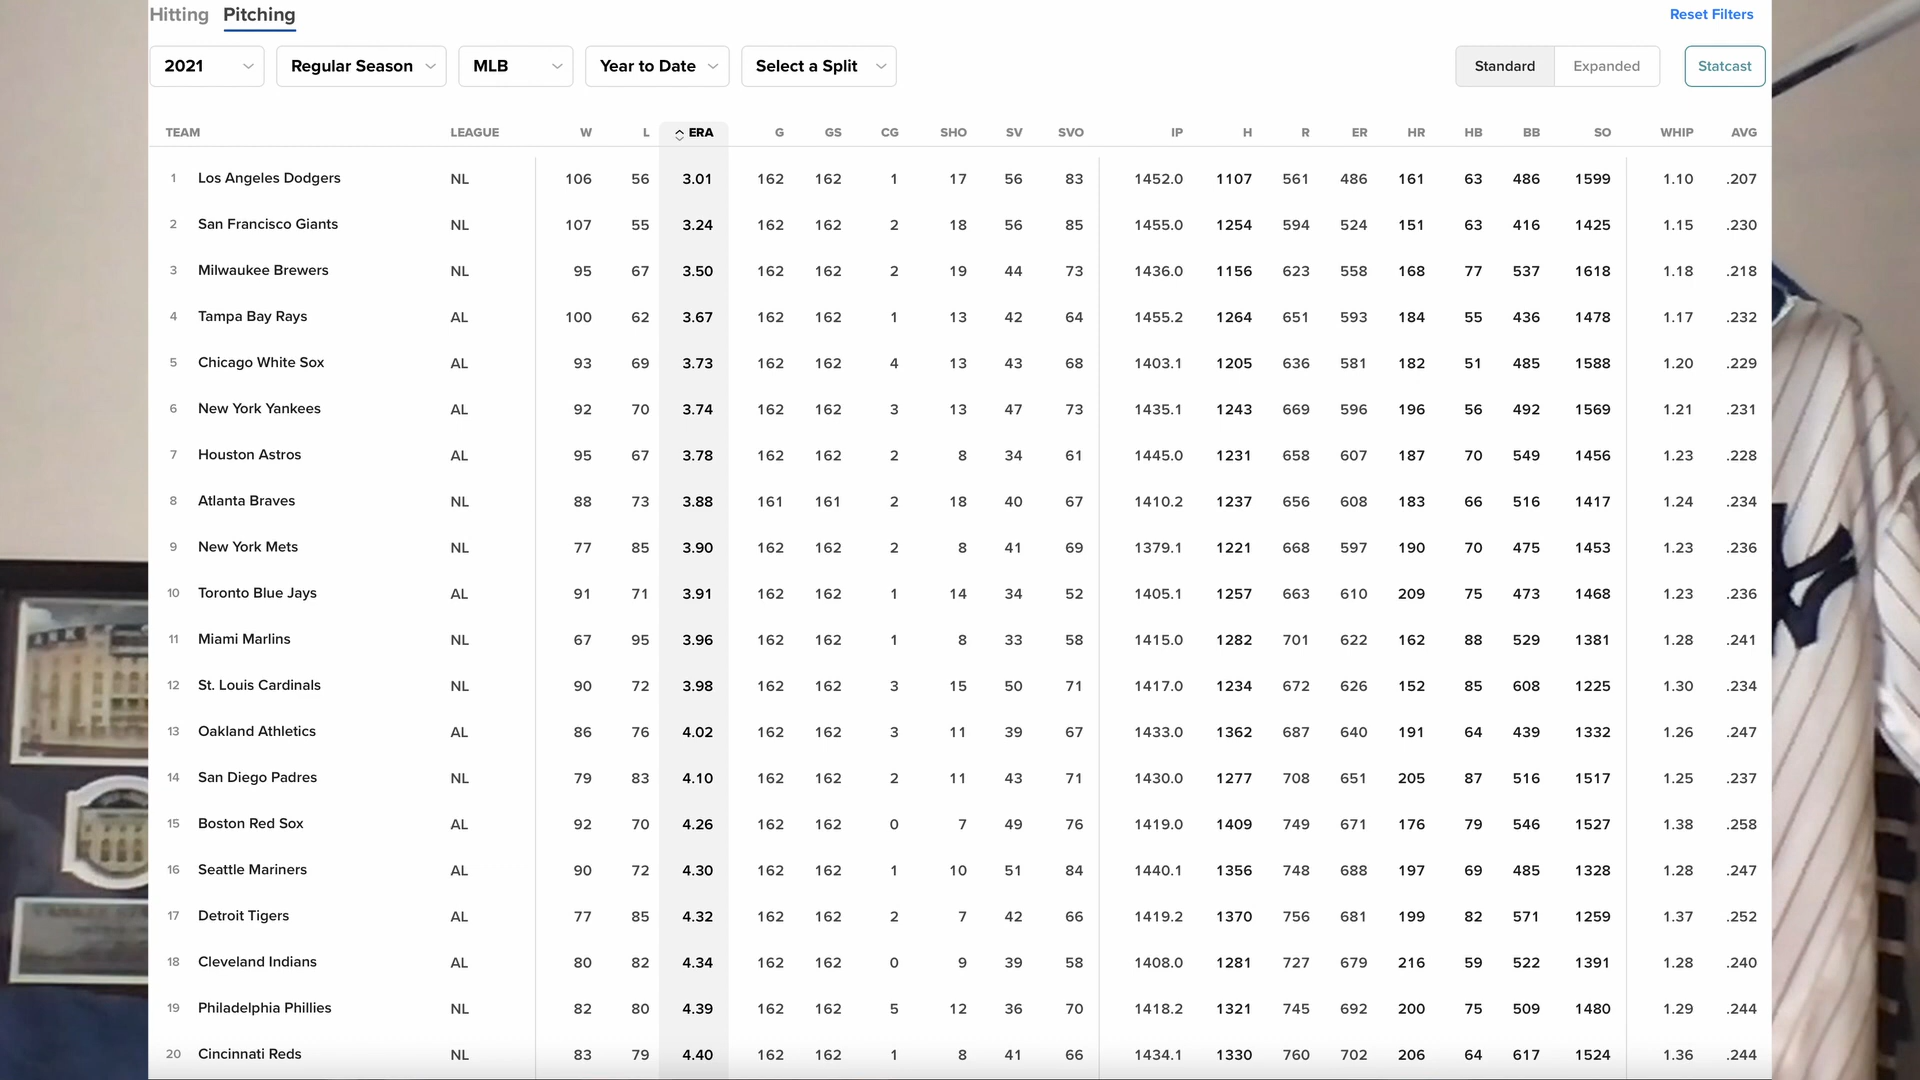 Hitting Pitching Reset Filters
2021 Regular Season MLB Year to Date Select a Split Standard Expanded Statcast
TEAM LEAGUE W L ERA G GS CG SHO SV SVO IP H R ER HR HB BB SO WHIP AVG
1 Los Angeles Dodgers NL 106 56 3.01 162 162 1 17 56 83 1452.0 1107 561 486 161 63 486 1599 1.10 .207
2 San Francisco Giants NL 107 55 3.24 162 162 2 18 56 85 1455.0 1254 594 524 151 63 416 1425 1.15 .230
3 Milwaukee Brewers NL 95 67 3.50 162 162 2 19 44 73 1436.0 1156 623 558 168 77 537 1618 1.18 .218
4 Tampa Bay Rays AL 100 62 3.67 162 162 1 13 42 64 1455.2 1264 651 593 184 55 436 1478 1.17 .232
5 Chicago White Sox AL 93 69 3.73 162 162 4 13 43 68 1403.1 1205 636 581 182 51 485 1588 1.20 .229
6 New York Yankees AL 92 70 3.74 162 162 3 13 47 73 1435.1 1243 669 596 196 56 492 1569 1.21 .231
7 Houston Astros AL 95 67 3.78 162 162 2 8 34 61 1445.0 1231 658 607 187 70 549 1456 1.23 .228
8 Atlanta Braves NL 88 73 3.88 161 161 2 18 40 67 1410.2 1237 656 608 183 66 516 1417 1.24 .234
9 New York Mets NL 77 85 3.90 162 162 2 8 41 69 1379.1 1221 668 597 190 70 475 1453 1.23 .236
10 Toronto Blue Jays AL 91 71 3.91 162 162 1 14 34 52 1405.1 1257 663 610 209 75 473 1468 1.23 .236
11 Miami Marlins NL 67 95 3.96 162 162 1 8 33 58 1415.0 1282 701 622 162 88 529 1381 1.28 .241
12 St. Louis Cardinals NL 90 72 3.98 162 162 3 15 50 71 1417.0 1234 672 626 152 85 608 1225 1.30 .234
13 Oakland Athletics AL 86 76 4.02 162 162 3 11 39 67 1433.0 1362 687 640 191 64 439 1332 1.26 .247
14 San Diego Padres NL 79 83 4.10 162 162 2 11 43 71 1430.0 1277 708 651 205 87 516 1517 1.25 .237
15 Boston Red Sox AL 92 70 4.26 162 162 0 7 49 76 1419.0 1409 749 671 176 79 546 1527 1.38 .258
16 Seattle Mariners AL 90 72 4.30 162 162 1 10 51 84 1440.1 1356 748 688 197 69 485 1328 1.28 .247
17 Detroit Tigers AL 77 85 4.32 162 162 2 7 42 66 1419.2 1370 756 681 199 82 571 1259 1.37 .252
18 Cleveland Indians AL 80 82 4.34 162 162 0 9 39 58 1408.0 1281 727 679 216 59 522 1391 1.28 .240
19 Philadelphia Phillies NL 82 80 4.39 162 162 5 12 36 70 1418.2 1321 745 692 200 75 509 1480 1.29 .244
20 Cincinnati Reds NL 83 79 4.40 162 162 1 8 41 66 1434.1 1330 760 702 206 64 617 1524 1.36 .244